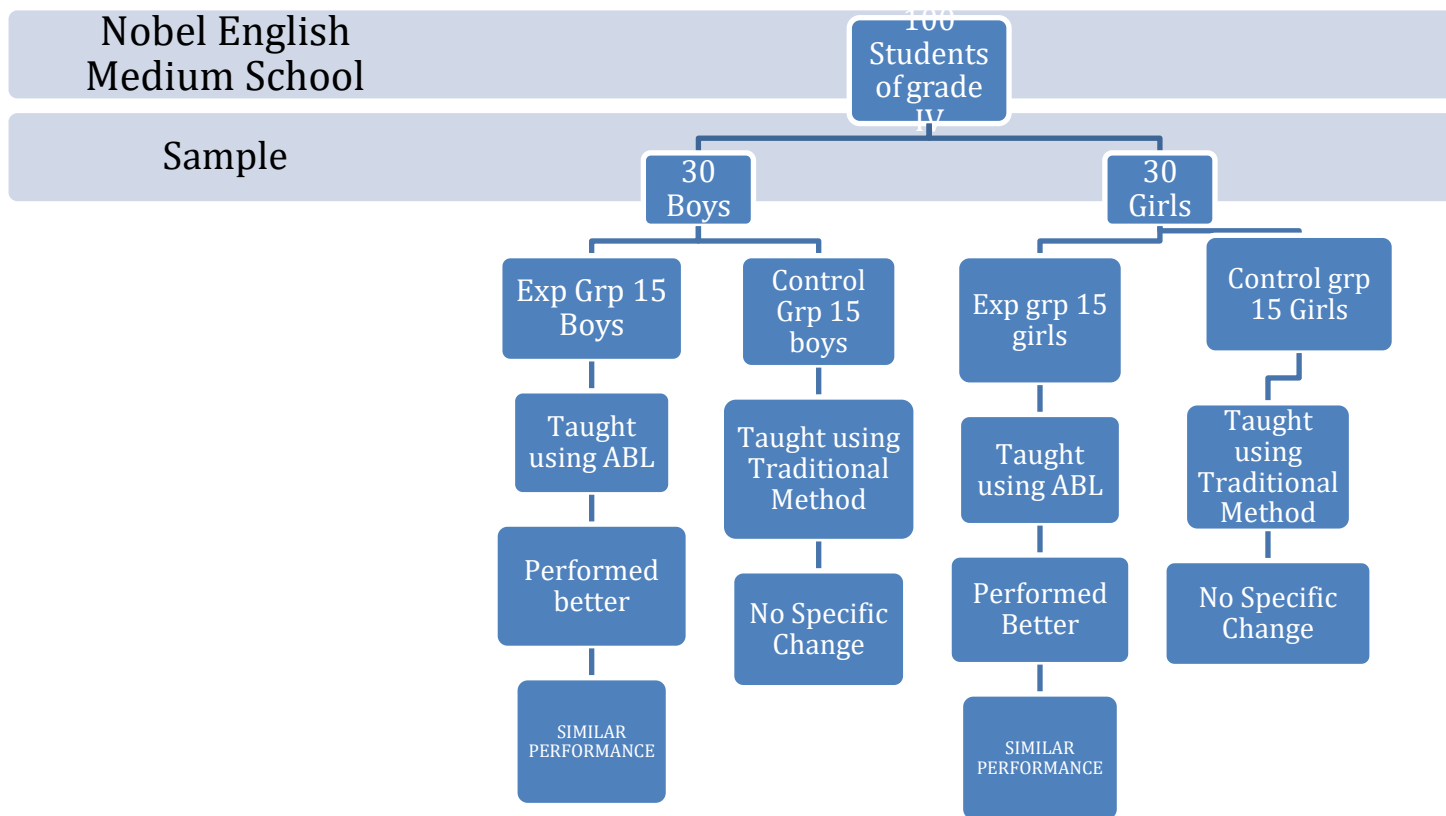 Nobel English
Medium School
100
Students
of grade
IV
Sample
30
Boys
30
Girls
Exp Grp 15
Boys
Control
Grp 15
boys
Exp grp 15
girls
Control grp
15 Girls
Taught
using ABL
Taught using
Traditional
Method
Taught
using ABL
Taught
using
Traditional
Method
Performed
better
No Specific
Change
Performed
Better
No Specific
Change
SIMILAR
PERFORMANCE
SIMILAR
PERFORMANCE